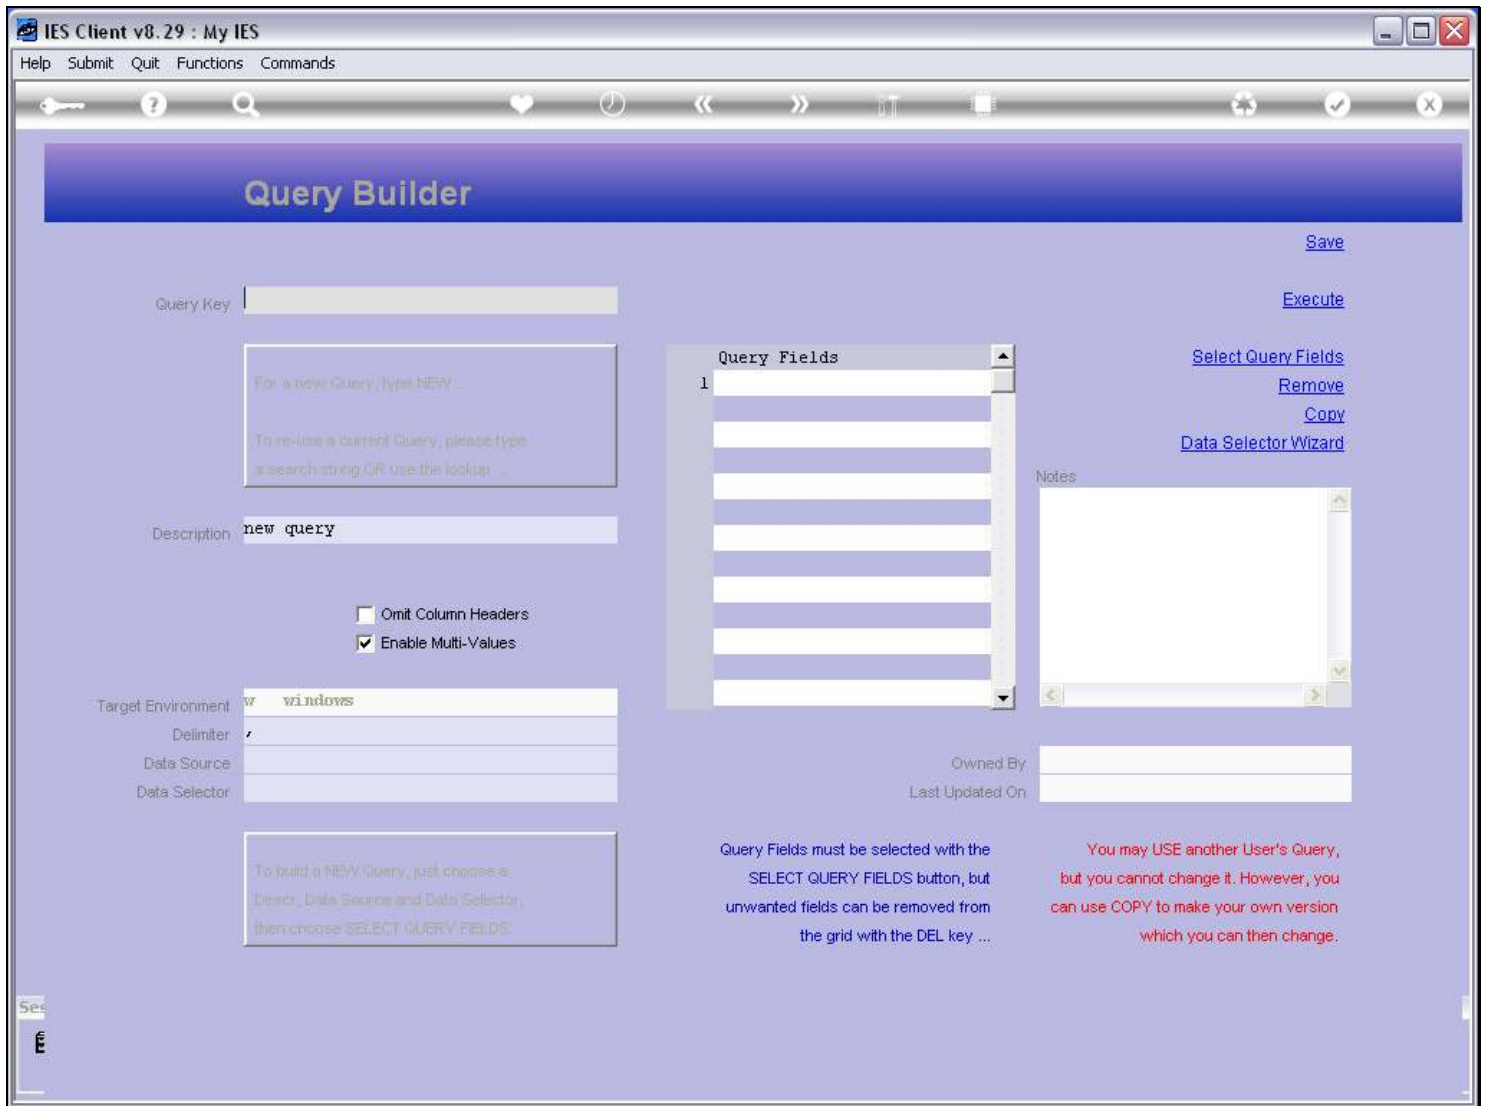 IES Client v8.29 : My IES
Help Submit Quit Functions Commands
Query Builder
Save
Query Key
Execute
For a new Query, type NEW ...
To re-use a current Query, please type
a search string OR use the lookup ...
Query Fields
1
Select Query Fields
Remove
Copy
Data Selector Wizard
Notes
Description new query
Omit Column Headers
Enable Multi-Values
Target Environment w windows
Delimiter ,
Data Source
Data Selector
Owned By
Last Updated On
To build a NEW Query, just choose a
Descr, Data Source and Data Selector,
then choose SELECT QUERY FIELDS.
Query Fields must be selected with the
SELECT QUERY FIELDS button, but
unwanted fields can be removed from
the grid with the DEL key ...
You may USE another User's Query,
but you cannot change it. However, you
can use COPY to make your own version
which you can then change.